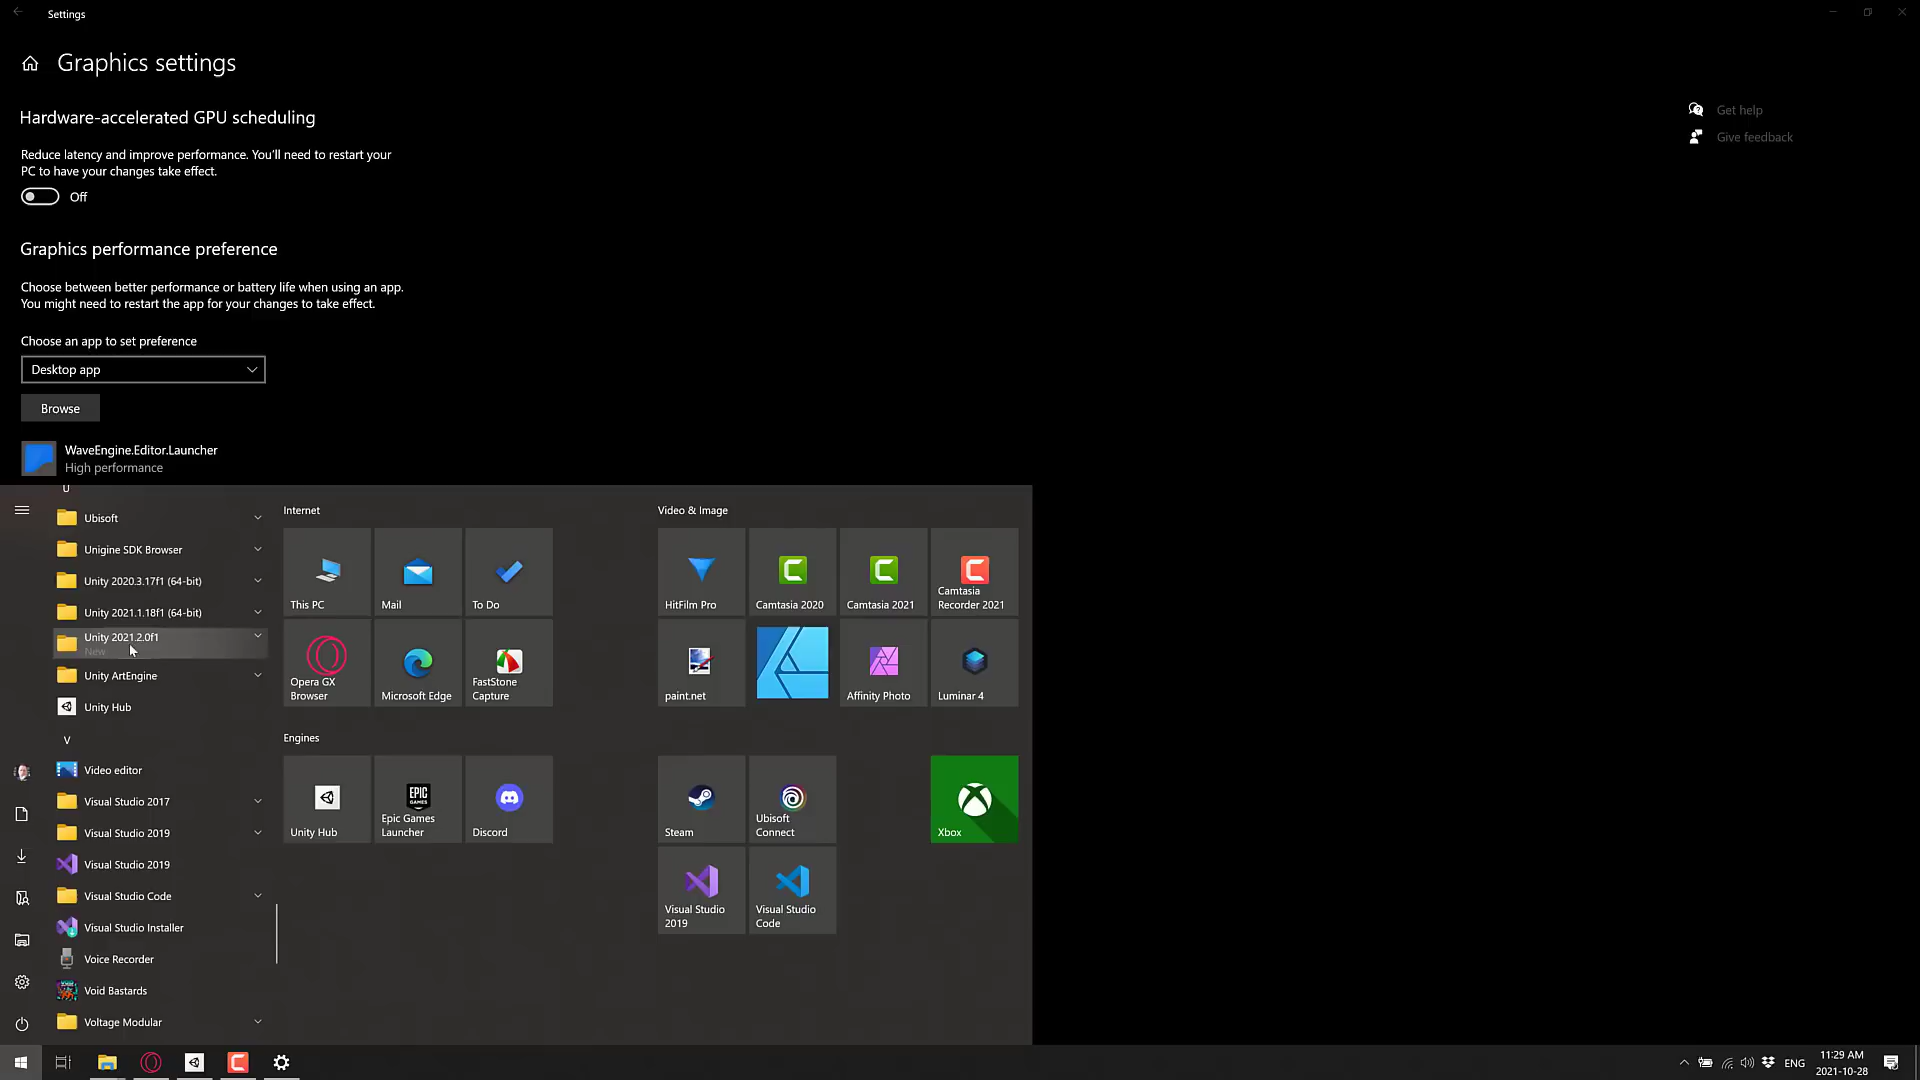 Settings
Graphics settings
Hardware-accelerated GPU scheduling
Reduce latency and improve performance. You'll need to restart your
PC to have your changes take effect.
Off
Graphics performance preference
Choose between better performance or battery life when using an app.
You might need to restart the app for your changes to take effect.
Choose an app to set preference
Desktop app
Browse
WaveEngine.Editor.Launcher
High performance
Get help
Give feedback
U
Ubisoft
Unigine SDK Browser
Unity 2020.3.17f1 (64-bit)
Unity 2021.1.18f1 (64-bit)
Unity 2021.2.0f1
New
Unity ArtEngine
Unity Hub
V
Video editor
Visual Studio 2017
Visual Studio 2019
Visual Studio 2019
Visual Studio Code
Visual Studio Installer
Voice Recorder
Void Bastards
Voltage Modular
Internet
This PC
Mail
To Do
Opera GX
Browser
Microsoft Edge
FastStone
Capture
Engines
Unity Hub
EPIC
GAMES
Epic Games
Launcher
Discord
Video & Image
HitFilm Pro
Camtasia 2020
Camtasia 2021
Camtasia
Recorder 2021
paint.net
Affinity Photo
Luminar 4
Steam
Ubisoft
Connect
Xbox
Visual Studio
2019
Visual Studio
Code
ENG
11:29 AM
2021-10-28